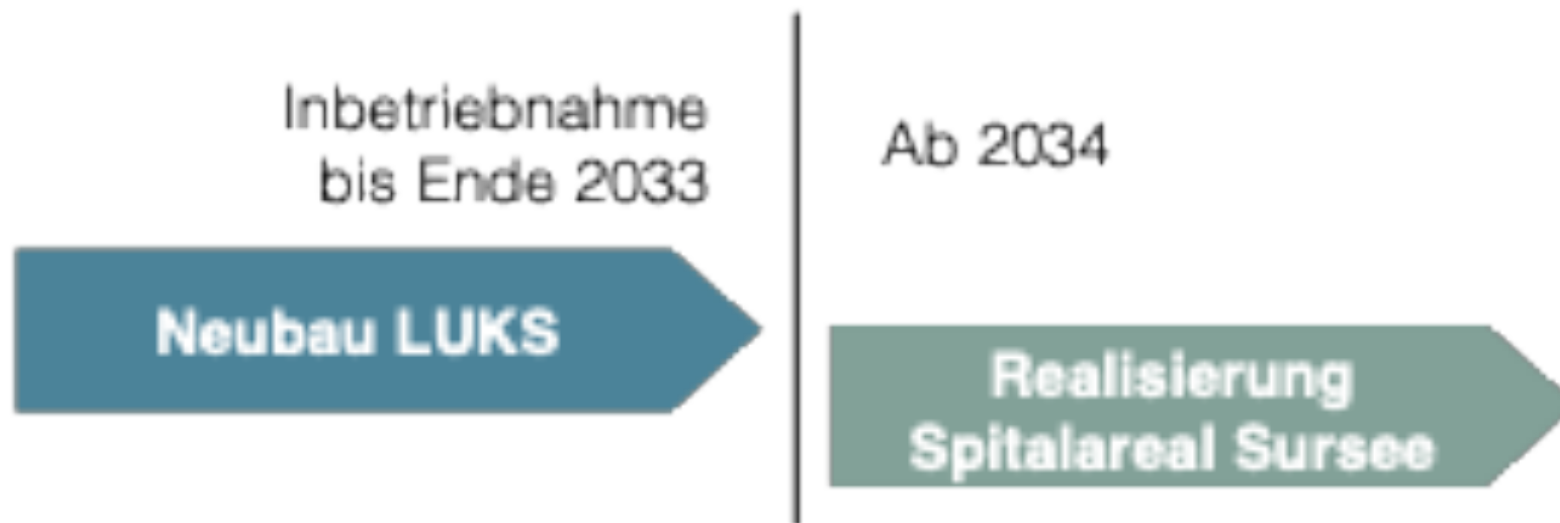 Inbetriebnahme
bis Ende 2033
Neubau LUKS
Ab 2034
Realisierung
Spitalareal Sursee